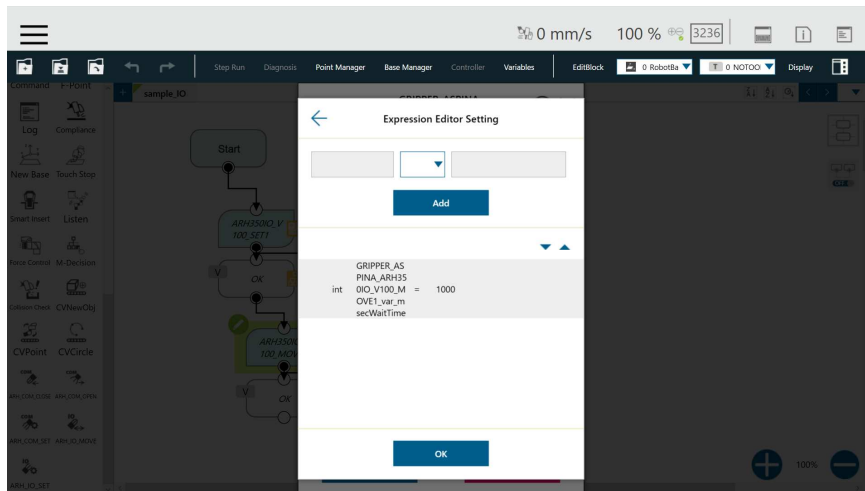 0 mm/s 100 % 3236
Step Run Diagnosis Point Manager Base Manager Controller Variables EditBlock 0 RobotBa T 0 NOTOO Display
Command F-Point
+ sample_IO
Log Compliance
New Base Touch Stop
Smart Insert Listen
Force Control M-Decision
Collision Check CVNewObj
CVPoint CVCircle
ARH_COM_CLOSE ARH_COM_OPEN
ARH_COM_SET ARH_IO_MOVE
ARH_IO_SET
Start
ARH350IO_V
100_SET1
V OK
ARH350IO
100_MOV
V OK
Expression Editor Setting
Add
GRIPPER_AS
PINA_ARH35
int 0IO_V100_M = 1000
OVE1_var_m
secWaitTime
OK
OFF
100%